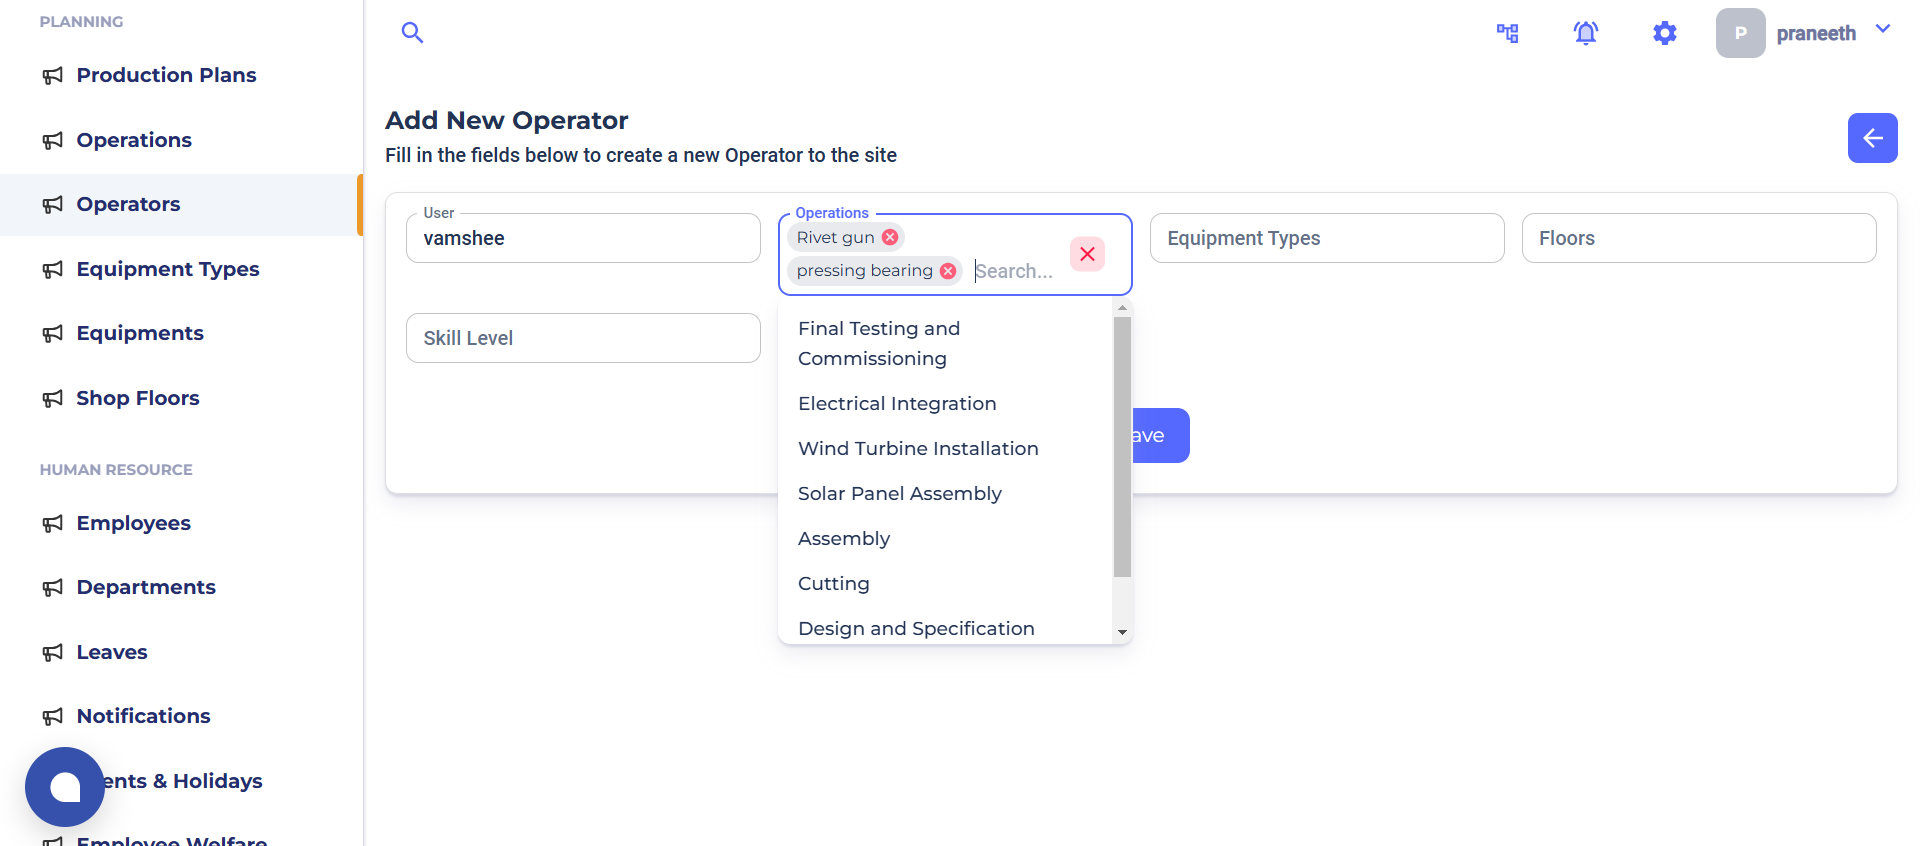 PLANNING
Production Plans
Operations
Operators
Equipment Types
Equipments
Shop Floors
HUMAN RESOURCE
Employees
Departments
Leaves
Notifications
ents & Holidays
Employee Welfare
P
praneeth
Add New Operator
Fill in the fields below to create a new Operator to the site
User
vamshee
Operations
Rivet gun
pressing bearing
Search...
Equipment Types
Floors
Skill Level
Final Testing and
Commissioning
Electrical Integration
Wind Turbine Installation
Solar Panel Assembly
Assembly
Cutting
Design and Specification
ave